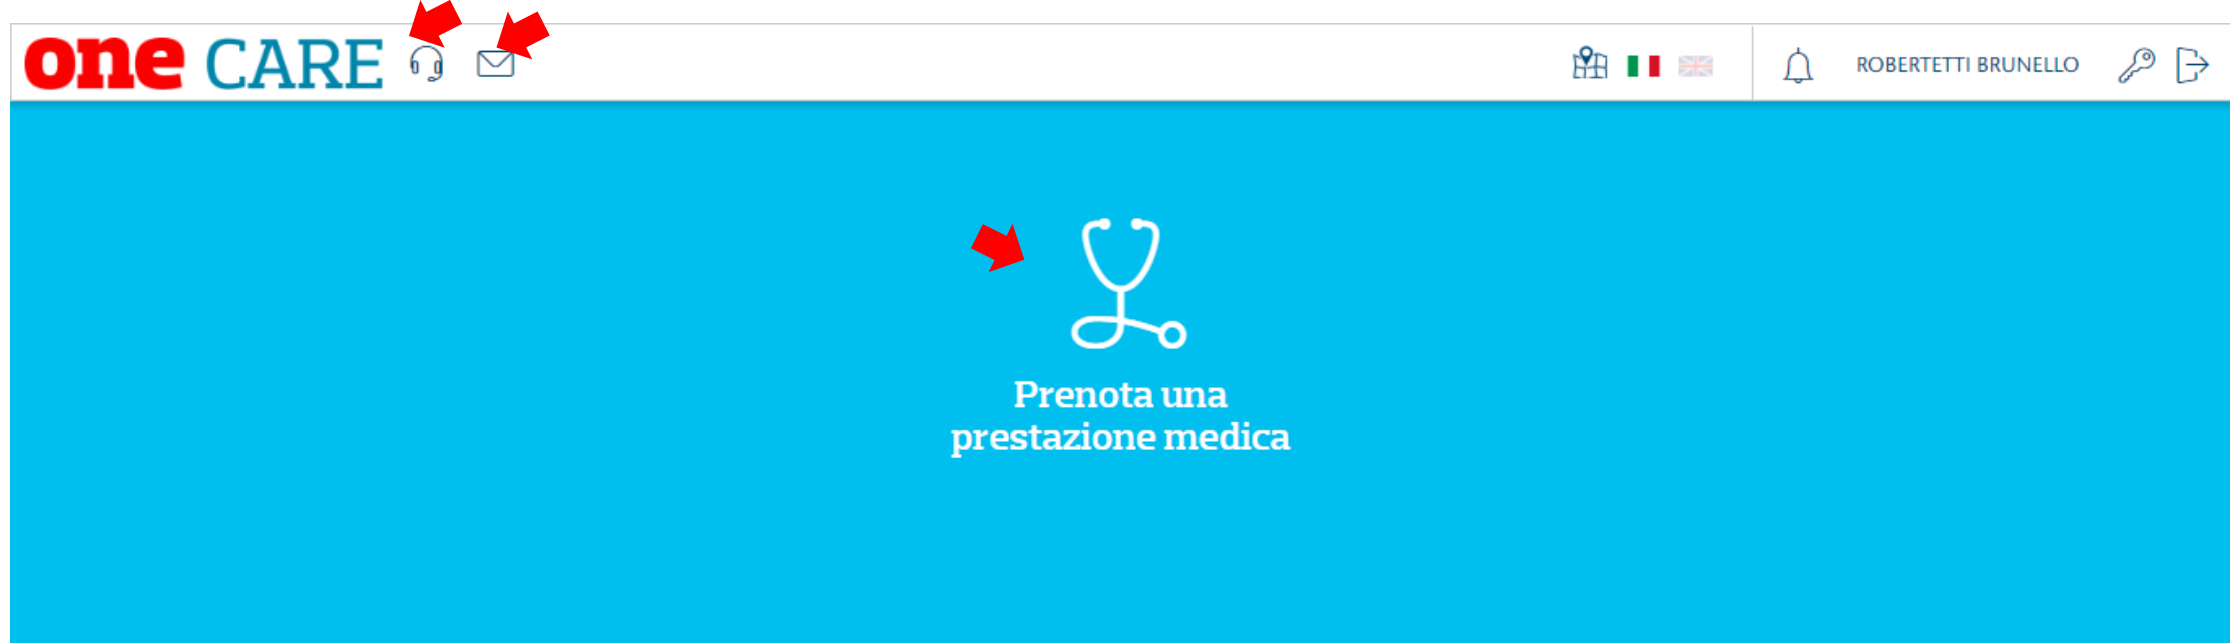 one CARE
ROBERTETTI BRUNELLO
Prenota una
prestazione medica